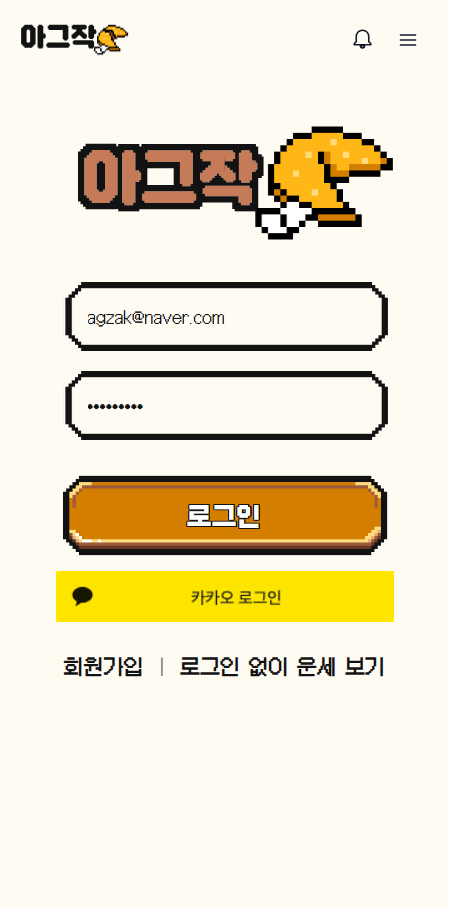 아그작
아그작
agzak@naver.com
•••••••••
로그인
카카오 로그인
회원가입 | 로그인 없이 운세 보기